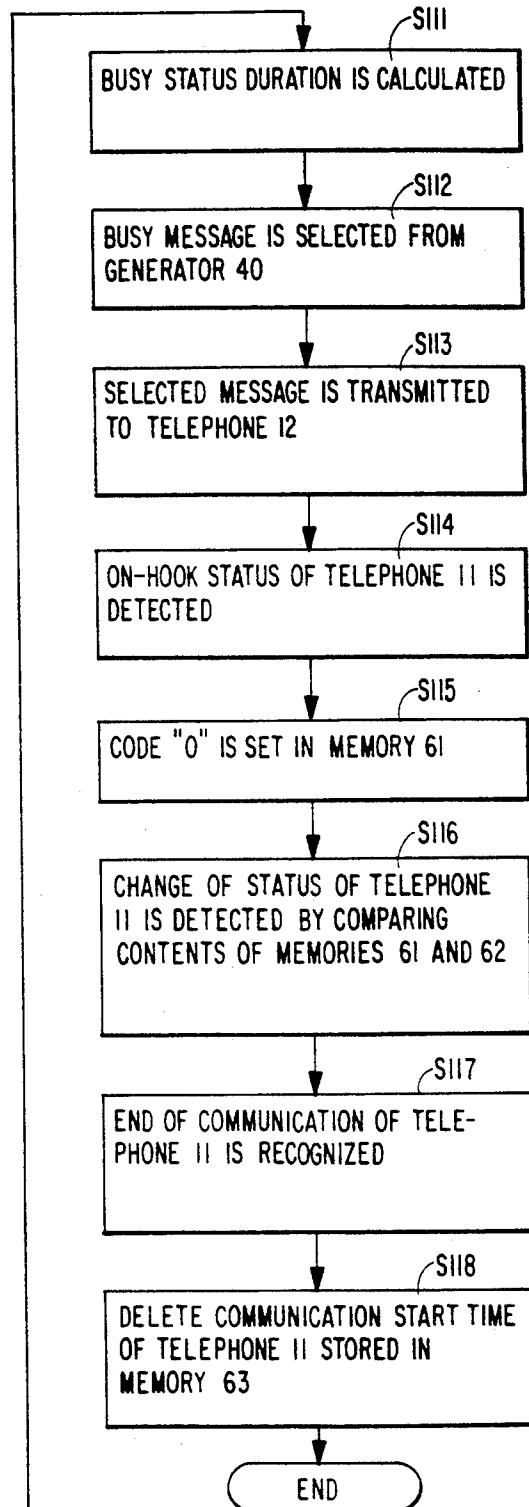 S111
BUSY STATUS DURATION IS CALCULATED
S112
BUSY MESSAGE IS SELECTED FROM
GENERATOR 40
S113
SELECTED MESSAGE IS TRANSMITTED
TO TELEPHONE 12
S114
ON-HOOK STATUS OF TELEPHONE 11 IS
DETECTED
S115
CODE "0" IS SET IN MEMORY 61
S116
CHANGE OF STATUS OF TELEPHONE
11 IS DETECTED BY COMPARING
CONTENTS OF MEMORIES 61 AND 62
S117
END OF COMMUNICATION OF TELE-
PHONE 11 IS RECOGNIZED
S118
DELETE COMMUNICATION START TIME
OF TELEPHONE 11 STORED IN
MEMORY 63
END